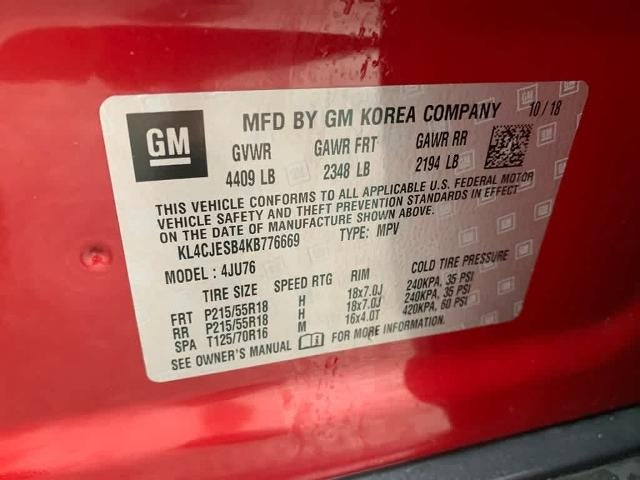 GM
MFD BY GM KOREA COMPANY 10/18
GVWR GAWR FRT GAWR RR
4409 LB 2348 LB 2194 LB
THIS VEHICLE CONFORMS TO ALL APPLICABLE U.S. FEDERAL MOTOR
VEHICLE SAFETY AND THEFT PREVENTION STANDARDS IN EFFECT
ON THE DATE OF MANUFACTURE SHOWN ABOVE.
KL4CJESB4KB776669 TYPE: MPV
MODEL : 4JU76
TIRE SIZE SPEED RTG RIM COLD TIRE PRESSURE
FRT P215/55R18 H 18x7.0J 240KPA, 35 PSI
RR P215/55R18 H 18x7.0J 240KPA, 35 PSI
SPA T125/70R16 M 16x4.0T 420KPA, 60 PSI
SEE OWNER'S MANUAL FOR MORE INFORMATION.